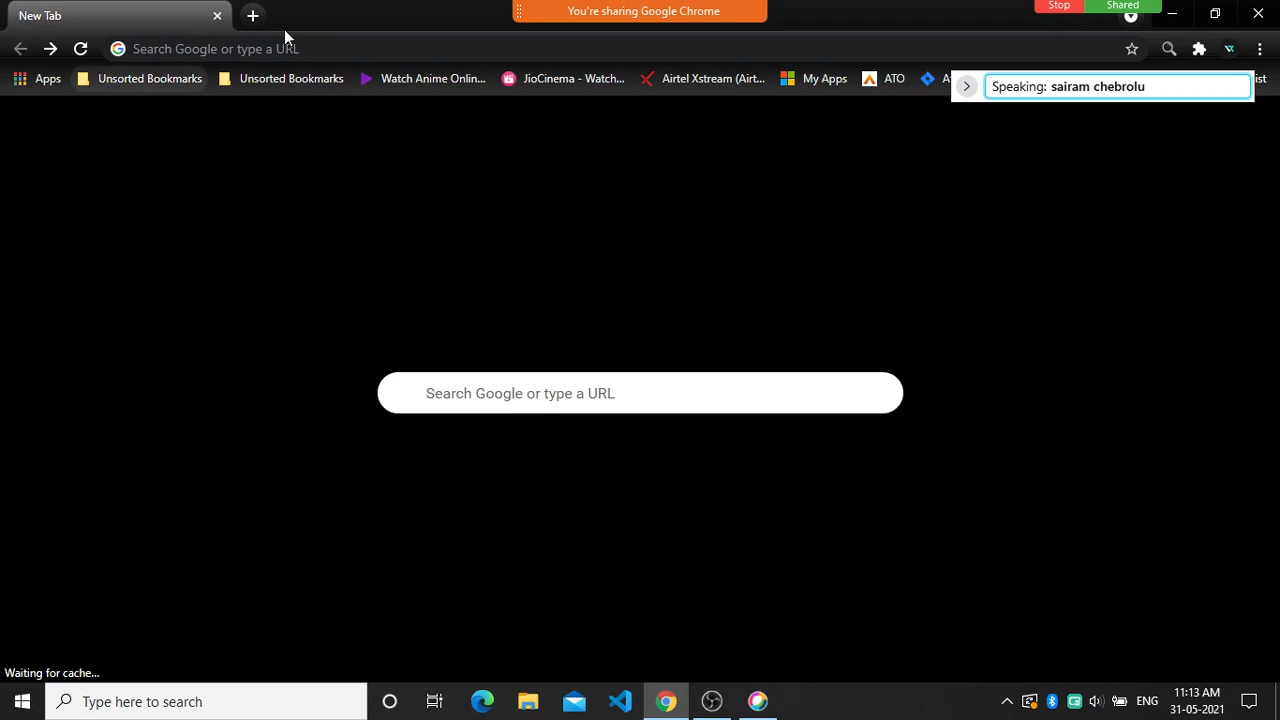 New Tab
You're sharing Google Chrome
Stop
Shared
Search Google or type a URL
Apps
Unsorted Bookmarks
Unsorted Bookmarks
Watch Anime Onlin...
JioCinema - Watch...
Airtel Xstream (Airt...
My Apps
ATO
Speaking: sairam chebrolu
Search Google or type a URL
Waiting for cache...
Type here to search
ENG
11:13 AM
31-05-2021